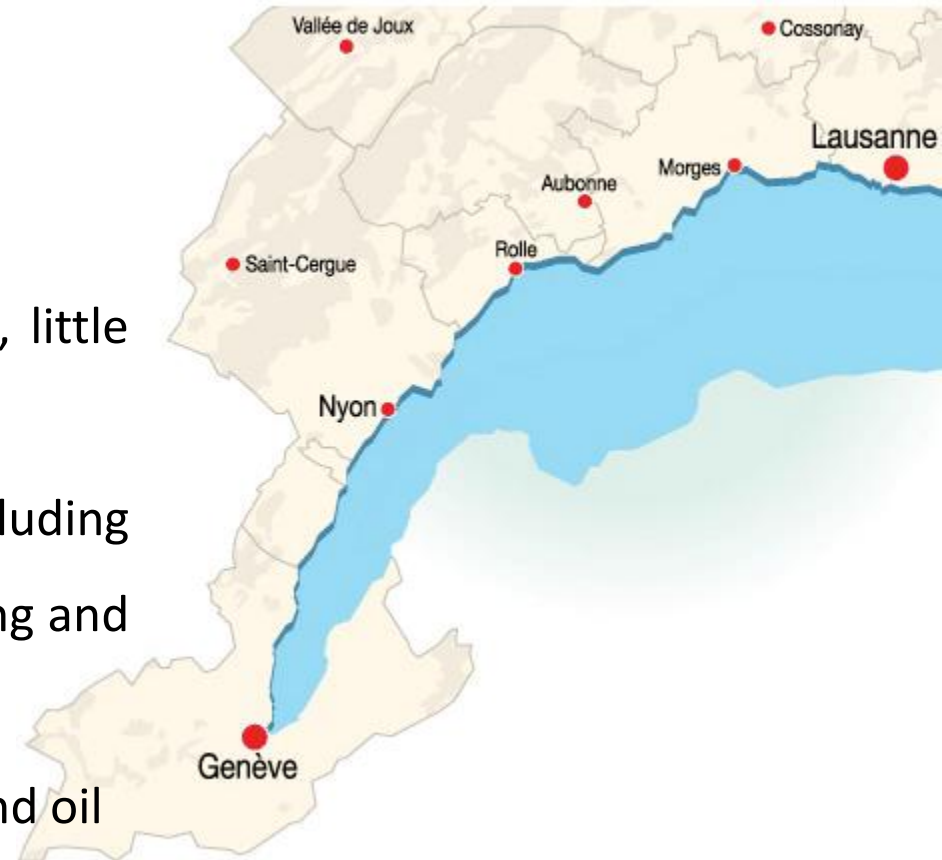 Vallée de Joux
Cossonay
Lausanne
Morges
Aubonne
Rolle
Saint-Cergue
, little
Nyon
luding
ng and
Genève
nd oil